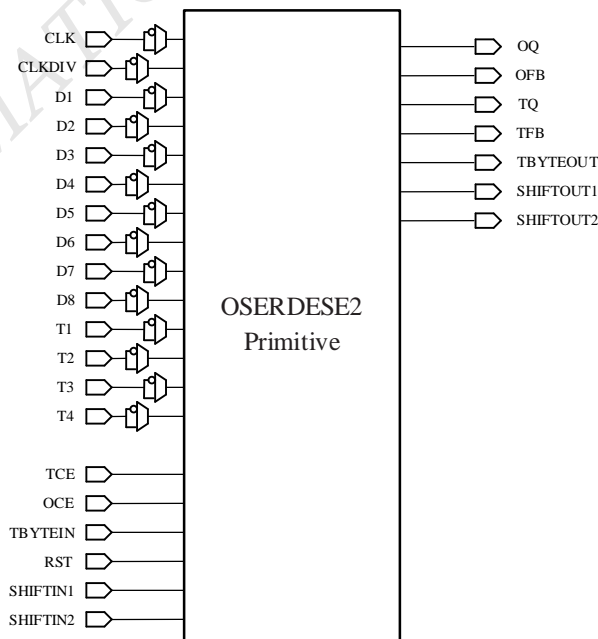 CLK
CLKDIV
D1
D2
D3
D4
D5
D6
D7
D8
T1
T2
T3
T4
TCE
OCE
TBYTEIN
RST
SHIFTIN1
SHIFTIN2
OSERDESE2
Primitive
OQ
OFB
TQ
TFB
TBYTEOUT
SHIFTOUT1
SHIFTOUT2